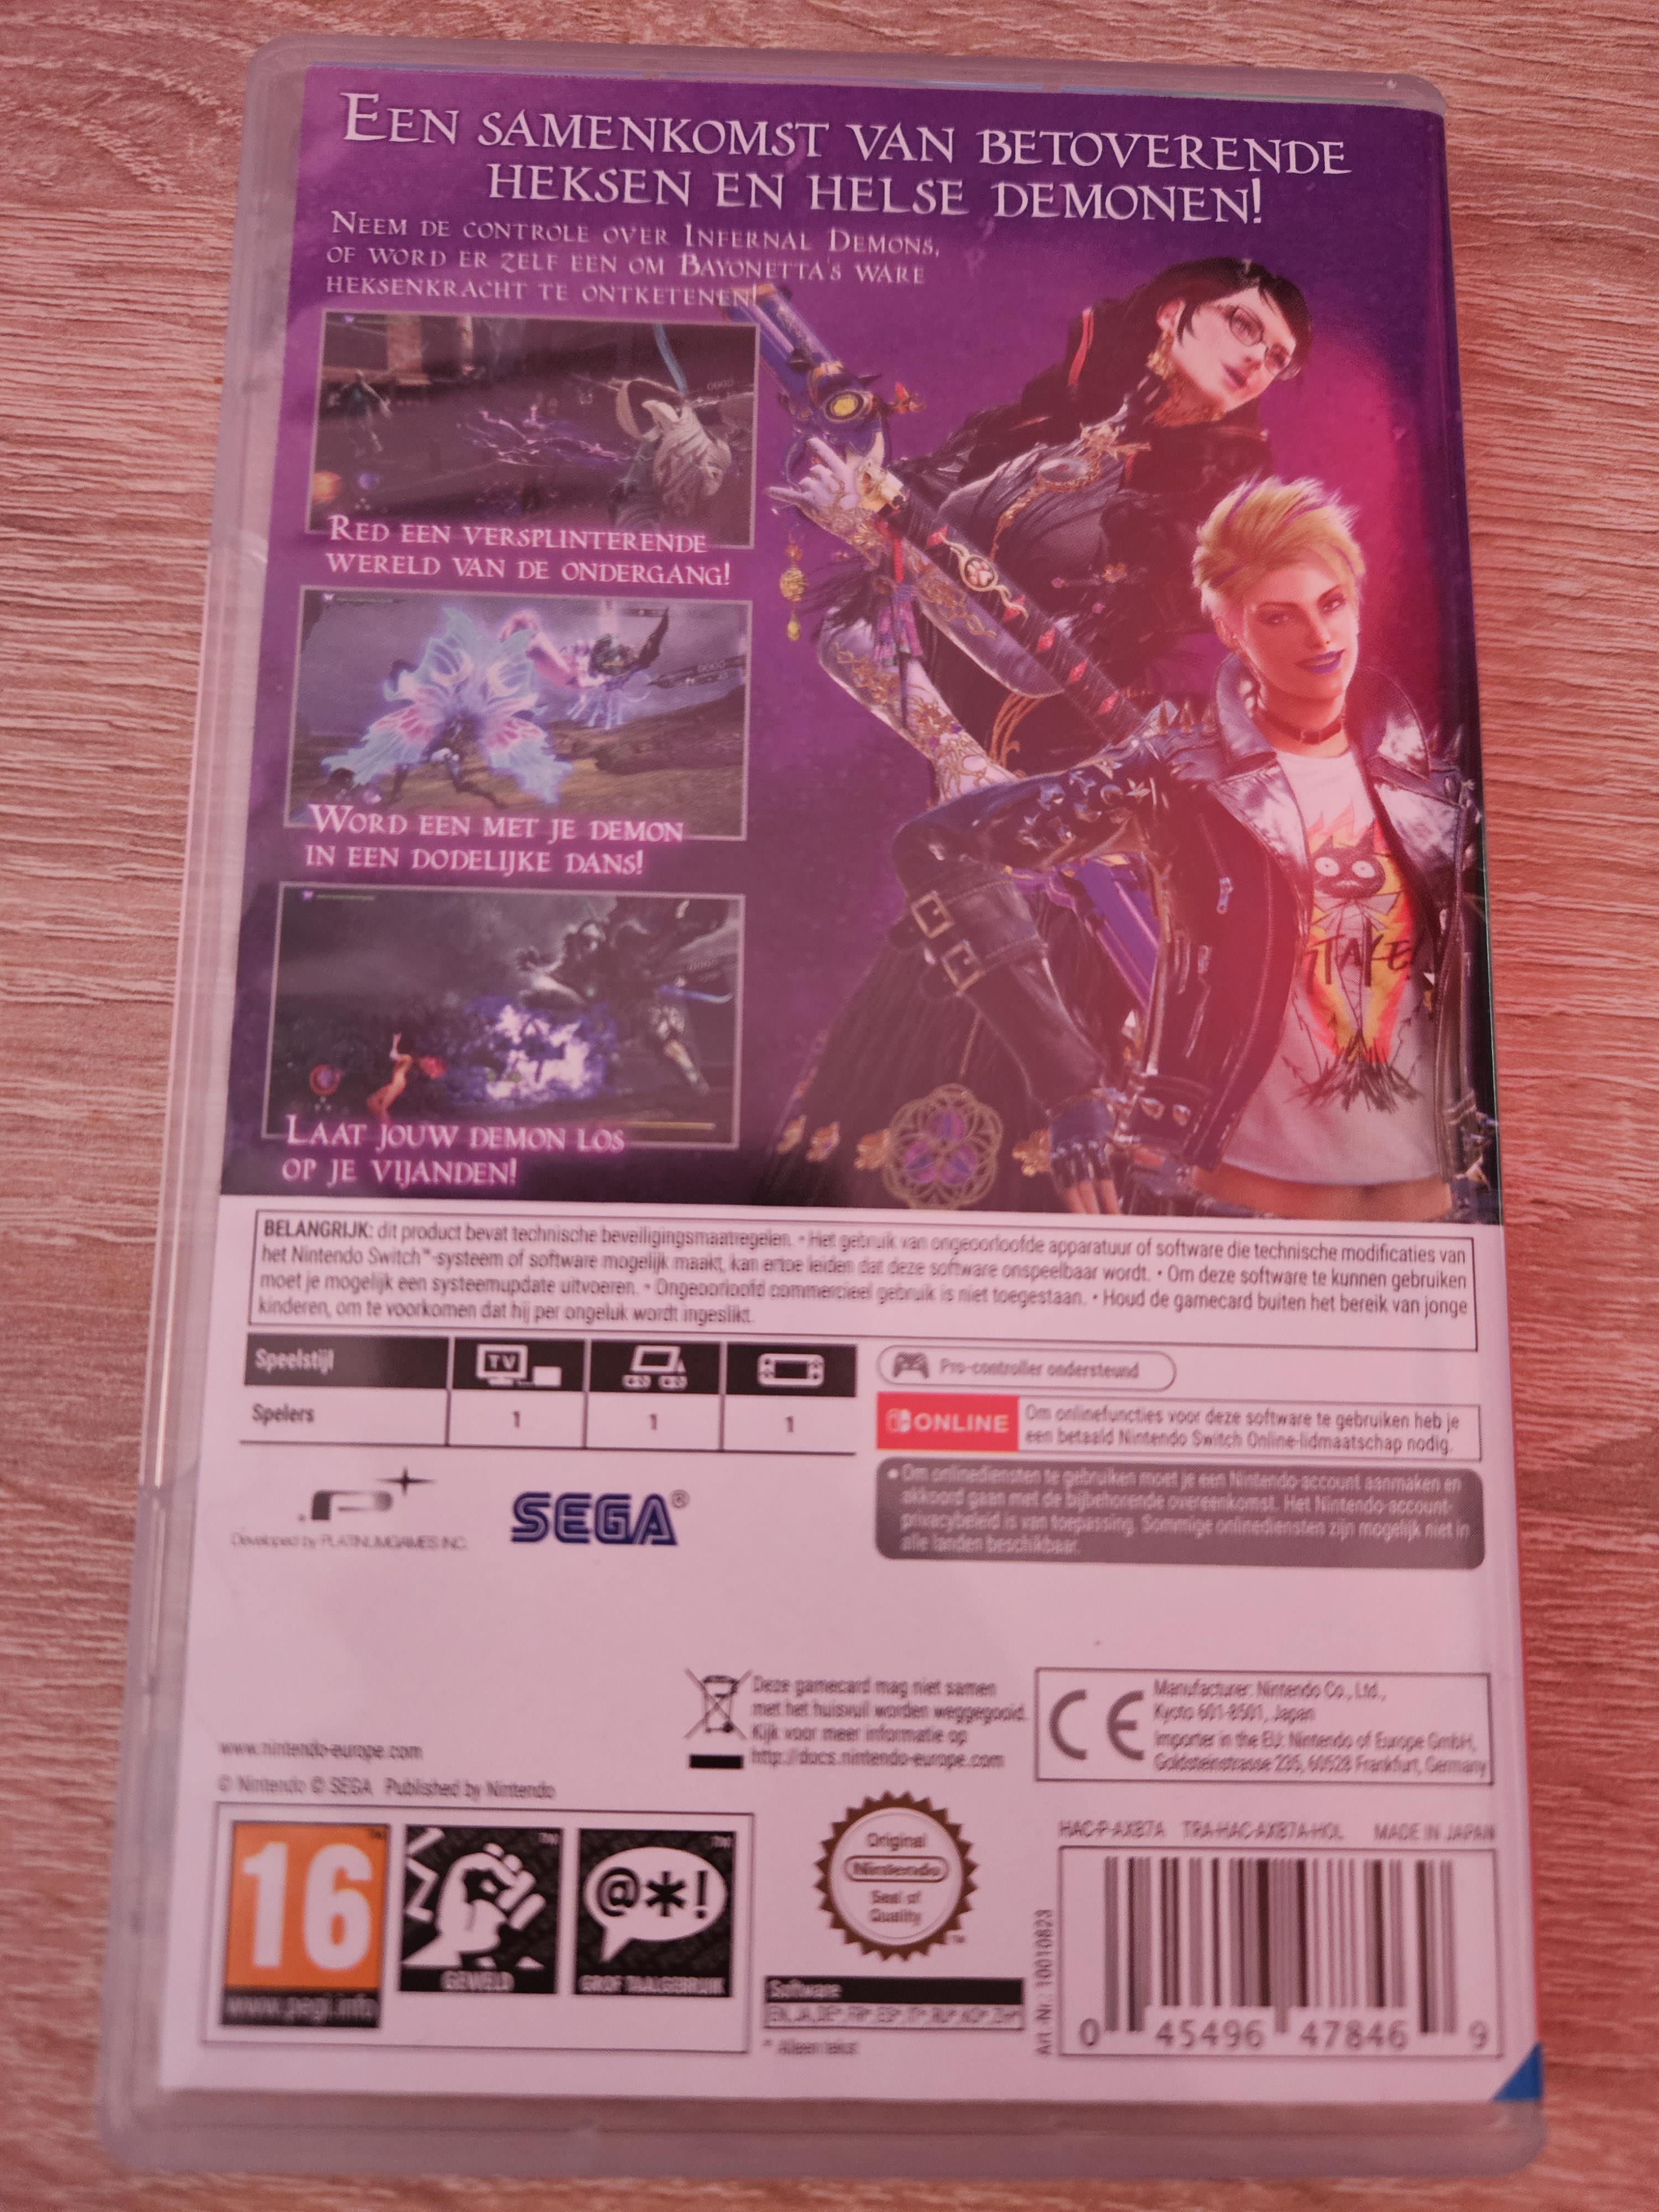 EEN SAMENKOMST VAN BETOVERENDE
HEKSEN EN HELSE DEMONEN!
NEEM DE CONTROLE OVER INFERNAL DEMONS,
OF WORD ER ZELF EEN OM BAYONETTA'S WARE
HEKSENKRACHT TE ONTKETENEN!
RED EEN VERSPLINTERENDE
WERELD VAN DE ONDERGANG!
WORD EEN MET JE DEMON
IN EEN DODELIJKE DANS!
LAAT JOUW DEMON LOS
OP JE VIJANDEN!
BELANGRIJK: dit product bevat technische beveiligingsmaatregelen. • Het gebruik van ongeoorloofde apparatuur of software die technische modificaties van
het Nintendo Switch™-systeem of software mogelijk maakt, kan ertoe leiden dat deze software onspeelbaar wordt. • Om deze software te kunnen gebruiken
moet je mogelijk een systeemupdate uitvoeren. • Ongeoorloofd commercieel gebruik is niet toegestaan. • Houd de gamecard buiten het bereik van jonge
kinderen, om te voorkomen dat hij per ongeluk wordt ingeslikt.
Speelstijl TV
Spelers 1 1 1
Pro-controller ondersteund
ONLINE
Om onlinefuncties voor deze software te gebruiken heb je
een betaald Nintendo Switch Online-lidmaatschap nodig.
• Om onlinediensten te gebruiken moet je een Nintendo-account aanmaken en
akkoord gaan met de bijbehorende overeenkomst. Het Nintendo-account-
privacybeleid is van toepassing. Sommige onlinediensten zijn mogelijk niet in
alle landen beschikbaar.
Developed by PLATINUMGAMES INC.
SEGA®
Deze gamecard mag niet samen
met het huisvuil worden weggegooid.
Kijk voor meer informatie op
http://docs.nintendo-europe.com
CE
Manufacturer: Nintendo Co., Ltd.,
Kyoto 601-8501, Japan
Importer in the EU: Nintendo of Europe GmbH,
Goldsteinstrasse 235, 60528 Frankfurt, Germany
www.nintendo-europe.com
© Nintendo © SEGA Published by Nintendo
16
www.pegi.info
GEWELD
@*!
GROF TAALGEBRUIK
Original
Nintendo
Seal of
Quality
Software
* Alleen tekst
HAC-P-AXB7A TRA-HAC-AXB7A-HOL MADE IN JAPAN
Art.-Nr.: 10010823
0 45496 47846 9